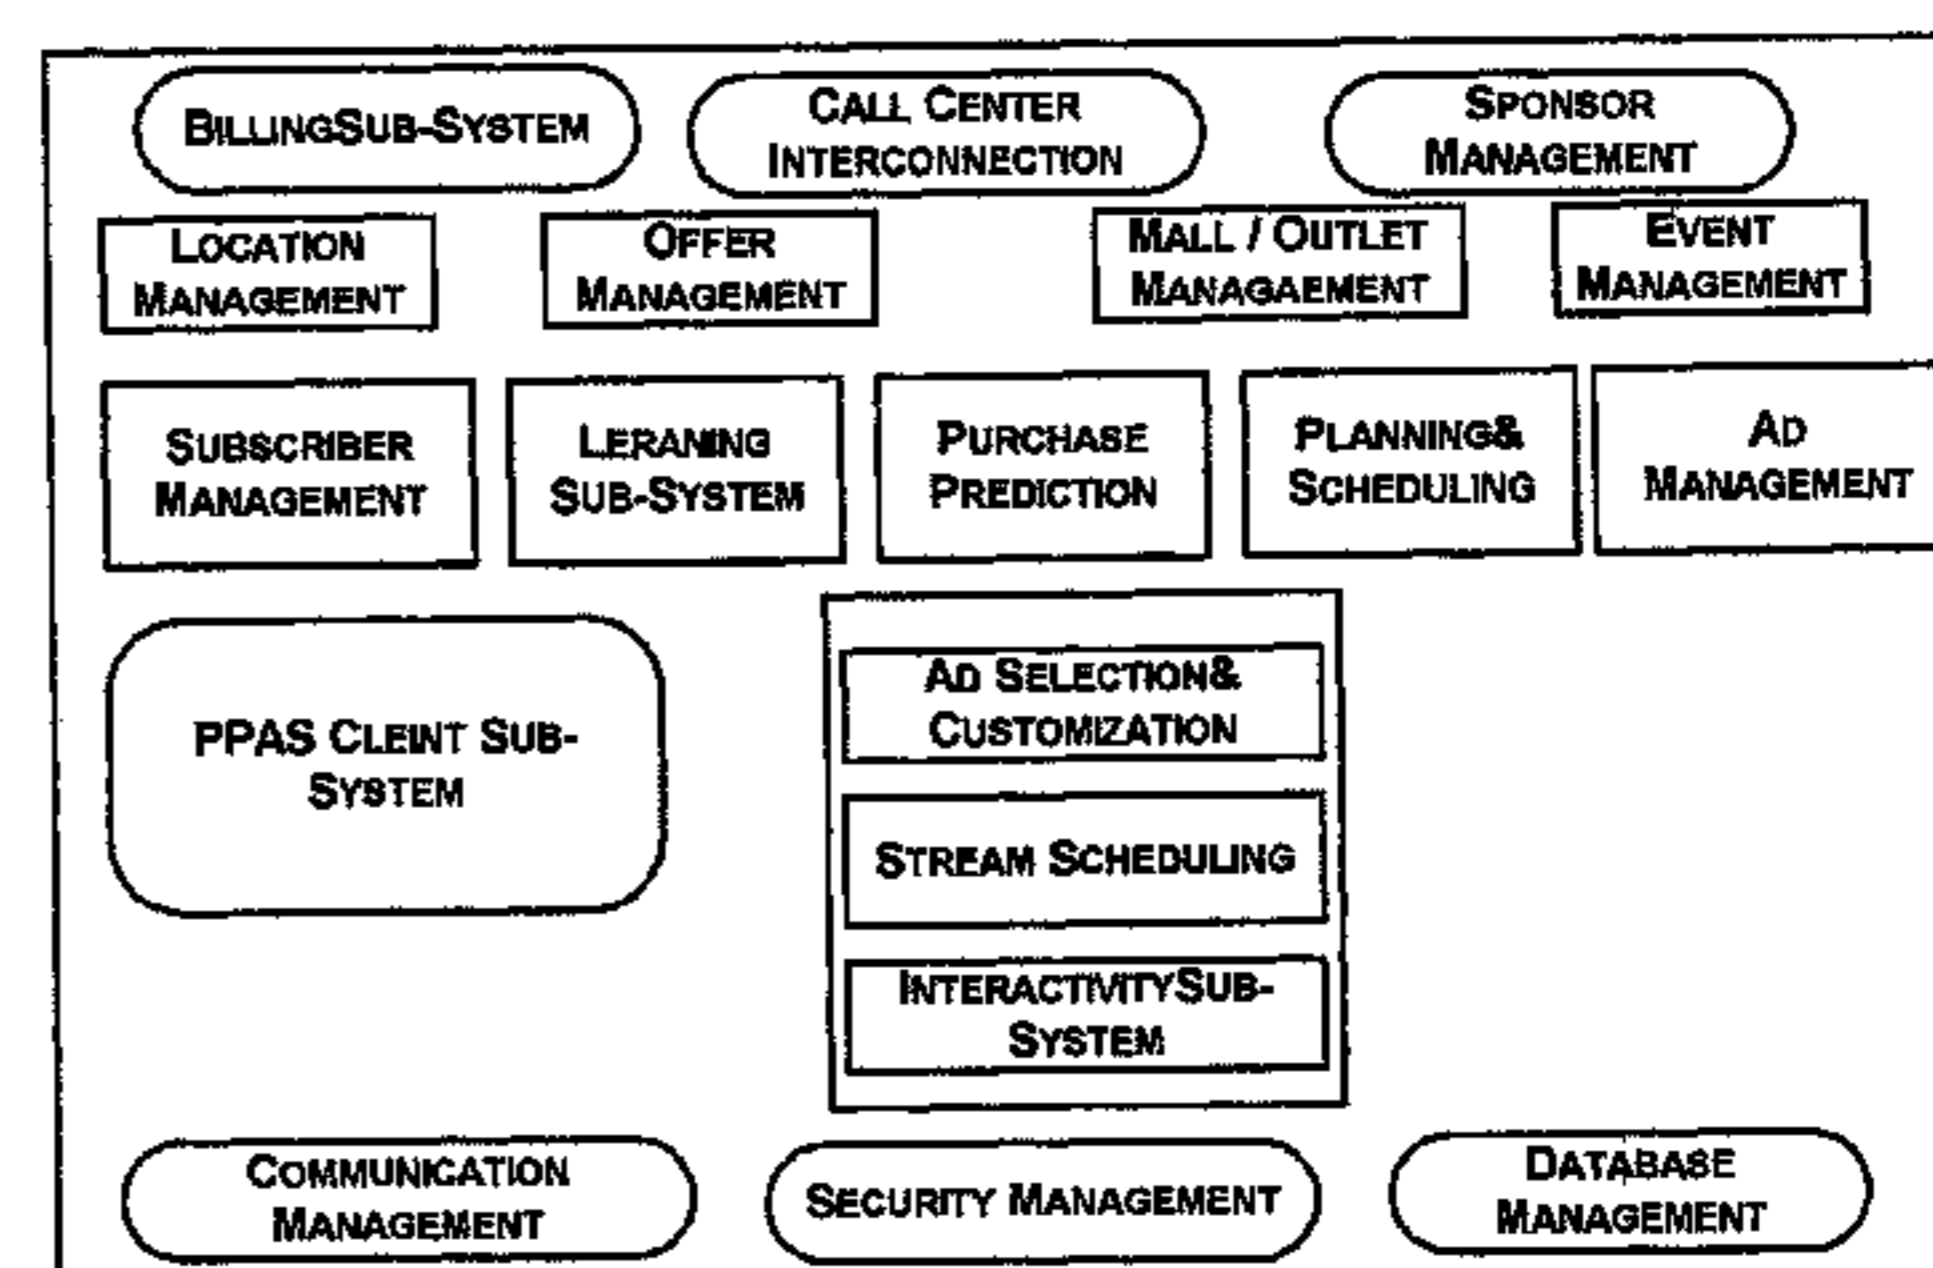 BILLINGSUB-SYSTEM
CALL CENTER
INTERCONNECTION
SPONSOR
MANAGEMENT
LOCATION
MANAGEMENT
OFFER
MANAGEMENT
MALL / OUTLET
MANAGAEMENT
EVENT
MANAGEMENT
SUBSCRIBER
MANAGEMENT
LERANING
SUB-SYSTEM
PURCHASE
PREDICTION
PLANNING&
SCHEDULING
AD
MANAGEMENT
PPAS CLEINT SUB-
SYSTEM
AD SELECTION&
CUSTOMIZATION
STREAM SCHEDULING
INTERACTIVITYSUB-
SYSTEM
COMMUNICATION
MANAGEMENT
SECURITY MANAGEMENT
DATABASE
MANAGEMENT